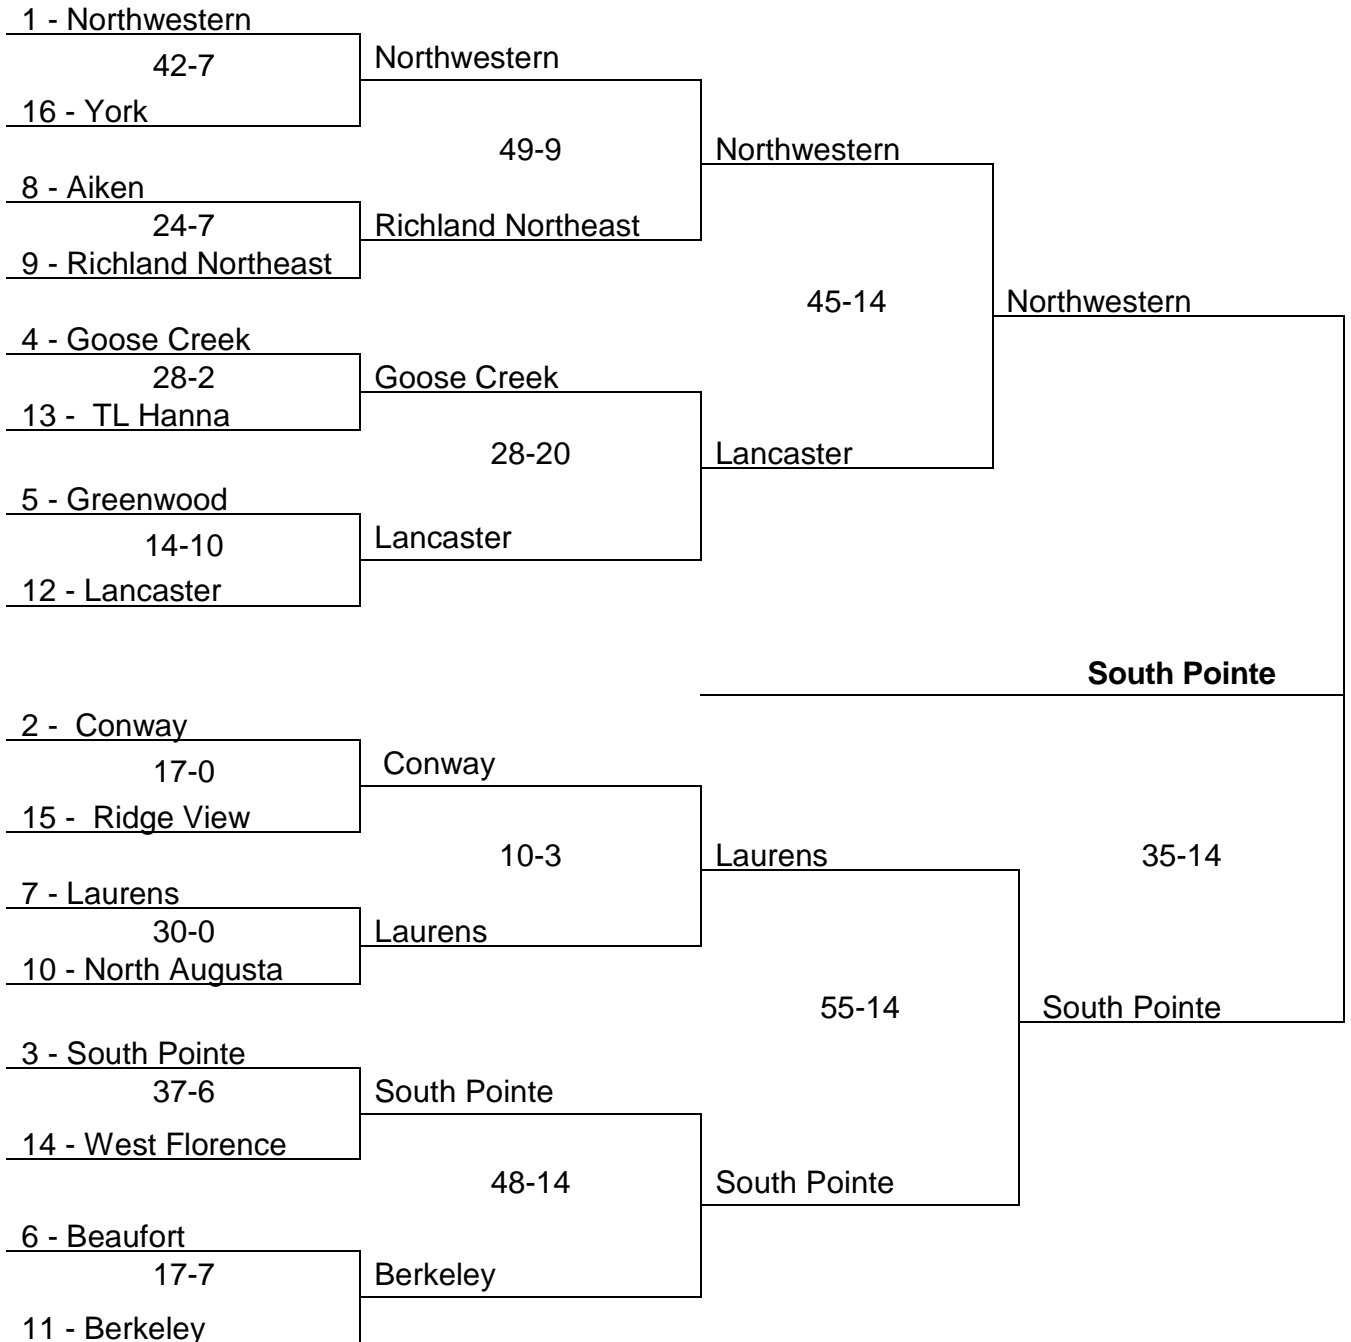 1 - Northwestern
42-7
Northwestern
16 - York
49-9
Northwestern
8 - Aiken
24-7
Richland Northeast
9 - Richland Northeast
45-14
Northwestern
4 - Goose Creek
28-2
Goose Creek
13 - TL Hanna
28-20
Lancaster
5 - Greenwood
14-10
Lancaster
12 - Lancaster
South Pointe
2 - Conway
17-0
Conway
15 - Ridge View
10-3
Laurens
35-14
7 - Laurens
30-0
Laurens
10 - North Augusta
55-14
South Pointe
3 - South Pointe
37-6
South Pointe
14 - West Florence
48-14
South Pointe
6 - Beaufort
17-7
Berkeley
11 - Berkeley